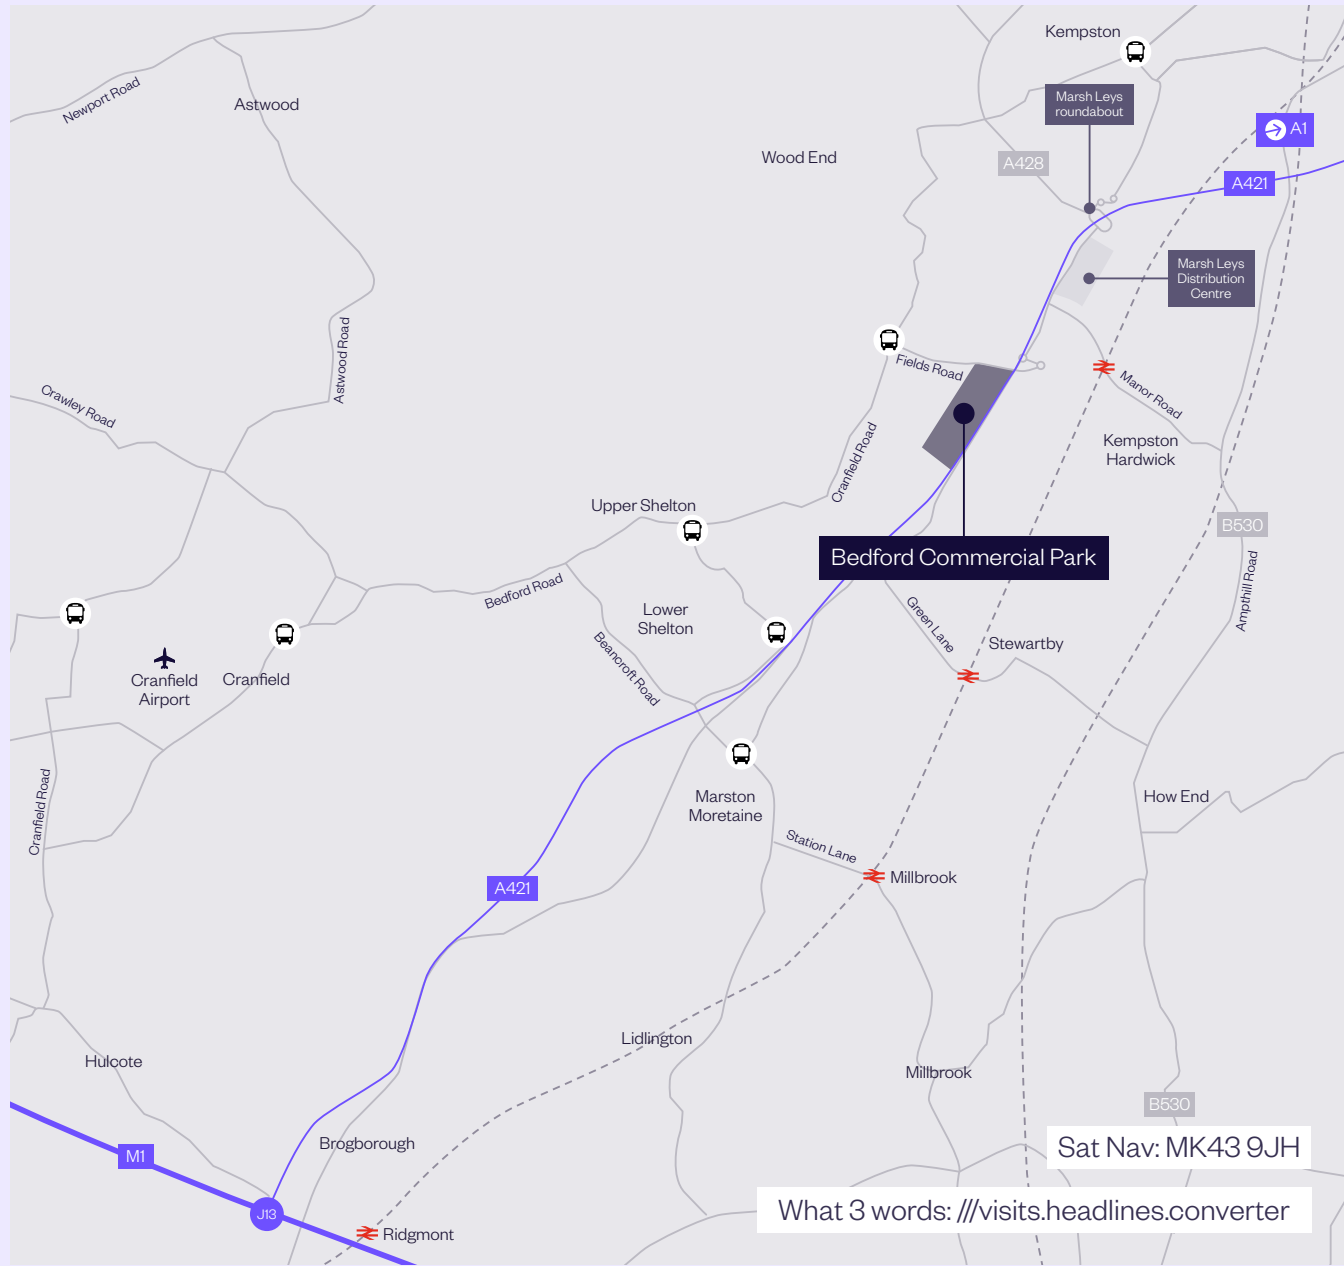 Kempston
Marsh Leys
roundabout
Newport Road
Astwood
A1
Wood End
A428
A421
Marsh Leys
Distribution
Centre
Astwood Road
Fields Road
Manor Road
Crawley Road
Cranfield Road
Kempston
Hardwick
Upper Shelton
B530
Bedford Commercial Park
Bedford Road
Ampthill Road
Lower
Shelton
Green Lane
Stewartby
Beancroft Road
Cranfield
Airport
Cranfield
Marston
Moretaine
How End
Cranfield Road
Station Lane
Millbrook
A421
Lidlington
Hulcote
Millbrook
B530
Brogborough
M1
Sat Nav: MK43 9JH
J13
What 3 words: ///visits.headlines.converter
Ridgmont